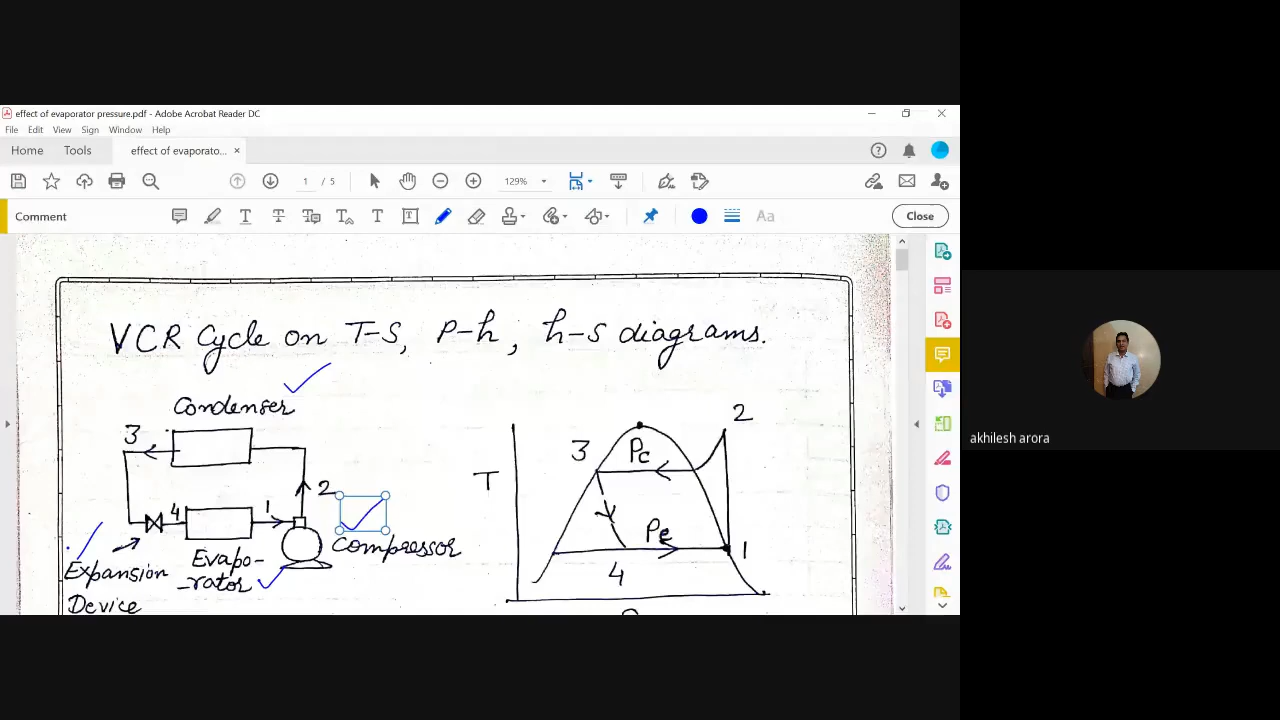 effect of evaporator pressure.pdf - Adobe Acrobat Reader DC
File Edit View Sign Window Help
Home Tools effect of evaporato... ×
1 / 5 129%
Comment Aa Close
VCR Cycle on T-S, P-h, h-s diagrams.
Condenser
3
2
4
1
Evapo-
-rator
Compressor
Expansion
Device
T
2
3
Pc
Pe
1
4
akhilesh arora